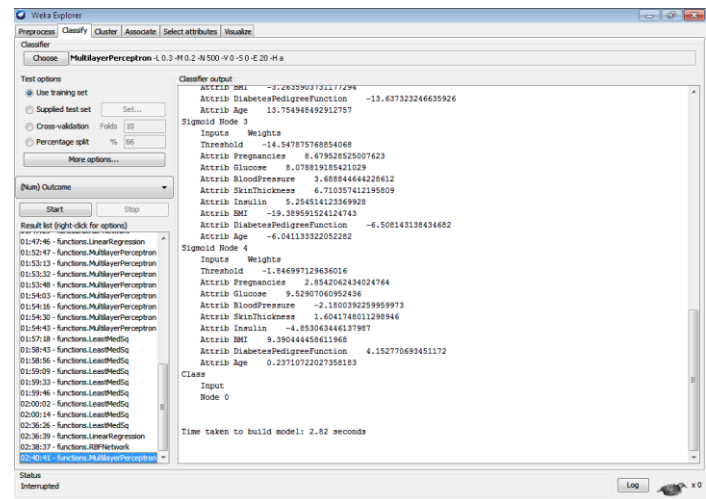 Weka Explorer
Preprocess Classify Cluster Associate Select attributes Visualize
Classifier
Choose MultilayerPerceptron -L 0.3 -M 0.2 -N 500 -V 0 -S 0 -E 20 -H a
Test options
Use training set
Supplied test set Set...
Cross-validation Folds 10
Percentage split % 66
More options...
(Num) Outcome
Start Stop
Result list (right-click for options)
01:47:46 - functions.LinearRegression
01:52:47 - functions.MultilayerPerceptron
01:53:13 - functions.MultilayerPerceptron
01:53:32 - functions.MultilayerPerceptron
01:53:48 - functions.MultilayerPerceptron
01:54:03 - functions.MultilayerPerceptron
01:54:16 - functions.MultilayerPerceptron
01:54:30 - functions.MultilayerPerceptron
01:54:43 - functions.MultilayerPerceptron
01:57:18 - functions.LeastMedSq
01:58:43 - functions.LeastMedSq
01:58:56 - functions.LeastMedSq
01:59:09 - functions.LeastMedSq
01:59:33 - functions.LeastMedSq
01:59:46 - functions.LeastMedSq
02:00:02 - functions.LeastMedSq
02:00:14 - functions.LeastMedSq
02:36:26 - functions.LeastMedSq
02:36:39 - functions.LinearRegression
02:38:37 - functions.RBFNetwork
02:40:41 - functions.MultilayerPerceptron
Classifier output
Attrib BMI -3.2635903731177294
Attrib DiabetesPedigreeFunction -13.637323246635926
Attrib Age 13.754948492912757
Sigmoid Node 3
Inputs Weights
Threshold -14.547875768854068
Attrib Pregnancies 8.679528525007623
Attrib Glucose 8.078819185421029
Attrib BloodPressure 3.688844644228612
Attrib SkinThickness 6.710357412195809
Attrib Insulin 5.254514123369928
Attrib BMI -19.389591524124743
Attrib DiabetesPedigreeFunction -6.508143138434682
Attrib Age -6.041133322052282
Sigmoid Node 4
Inputs Weights
Threshold -1.846997129636016
Attrib Pregnancies 2.8542062434024764
Attrib Glucose 9.52907060952436
Attrib BloodPressure -2.1800392259959973
Attrib SkinThickness 1.6041748011298946
Attrib Insulin -4.853063446137987
Attrib BMI 9.390444458611968
Attrib DiabetesPedigreeFunction 4.152770693451172
Attrib Age 0.23710722027358183
Class
Input
Node 0
Time taken to build model: 2.82 seconds
Status
Interrupted
Log x 0